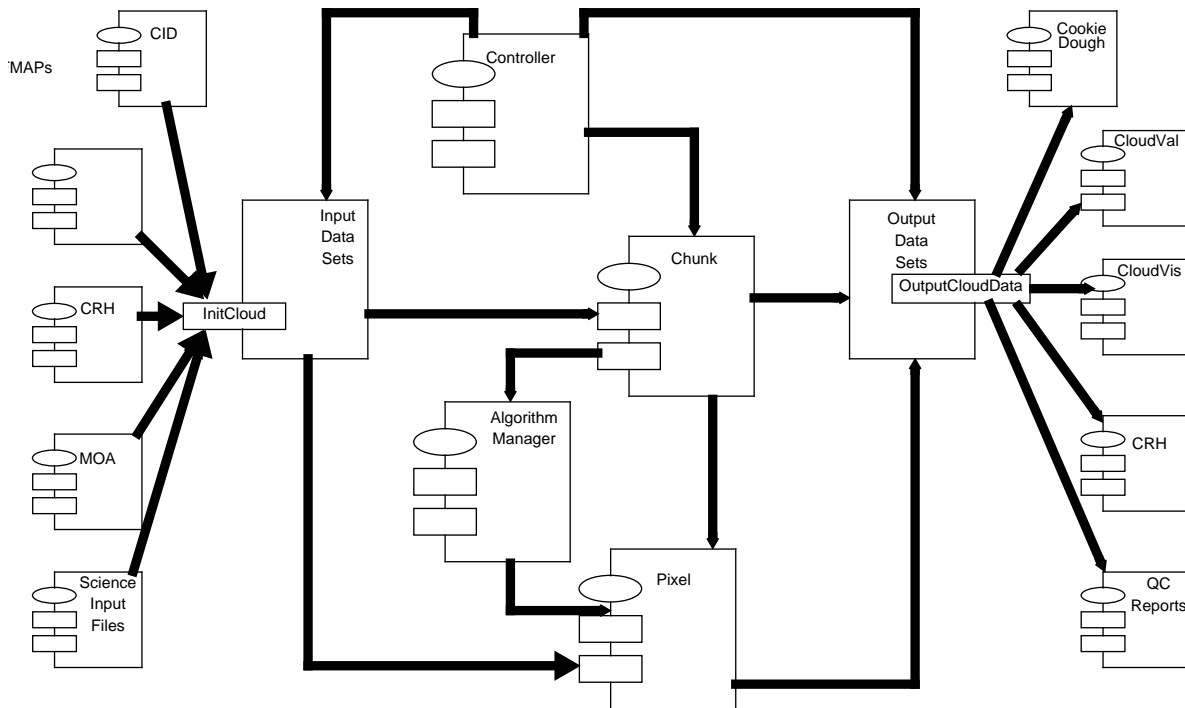 CID
Controller
Cookie
Dough
MAPs
CloudVal
Input
Data
Sets
Output
Data
Sets
Chunk
CloudVis
OutputCloudData
CRH
InitCloud
Algorithm
Manager
MOA
CRH
Science
Input
Files
Pixel
QC
Reports